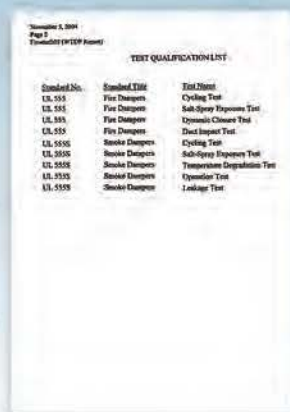 November 5, 2004
Page 2
TEST QUALIFICATION LIST
Standard No. Standard Title Test Name
UL 555 Fire Dampers Cycling Test
UL 555 Fire Dampers Salt-Spray Exposure Test
UL 555 Fire Dampers Dynamic Closure Test
UL 555 Fire Dampers Duct Impact Test
UL 555S Smoke Dampers Cycling Test
UL 555S Smoke Dampers Salt-Spray Exposure Test
UL 555S Smoke Dampers Temperature Degradation Test
UL 555S Smoke Dampers Operation Test
UL 555S Smoke Dampers Leakage Test